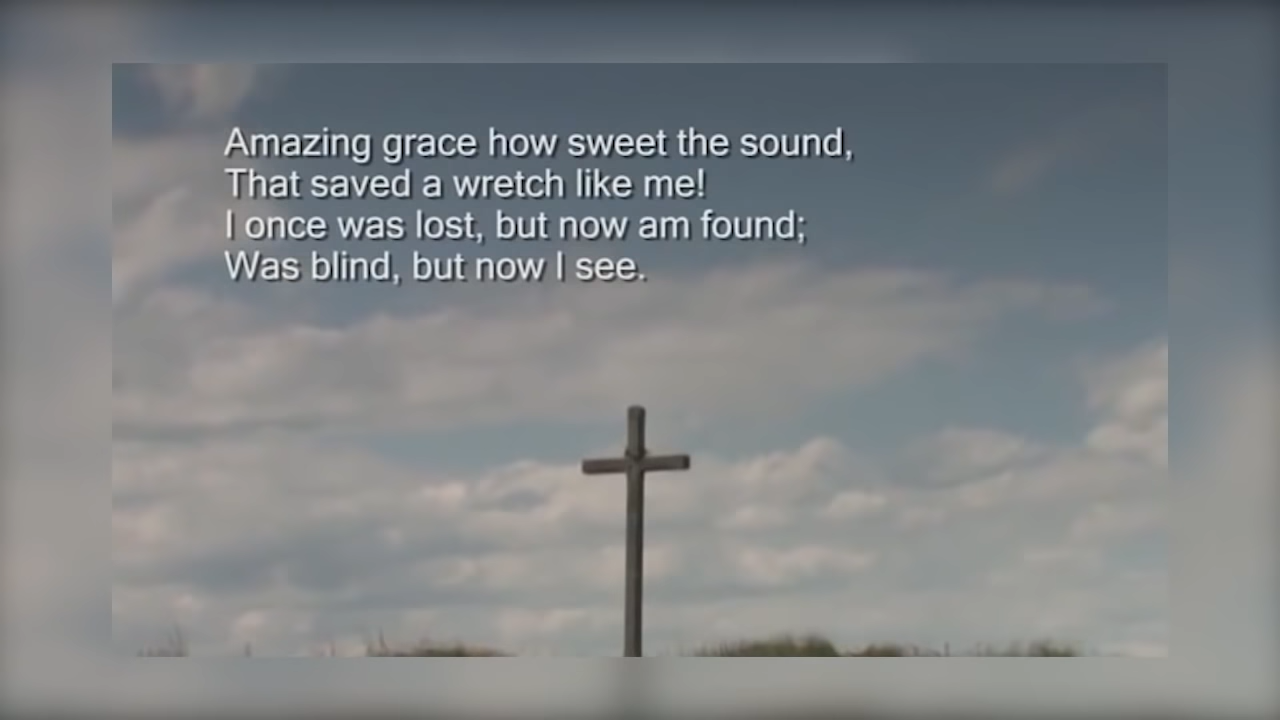 Amazing grace how sweet the sound,
That saved a wretch like me!
I once was lost, but now am found;
Was blind, but now I see.